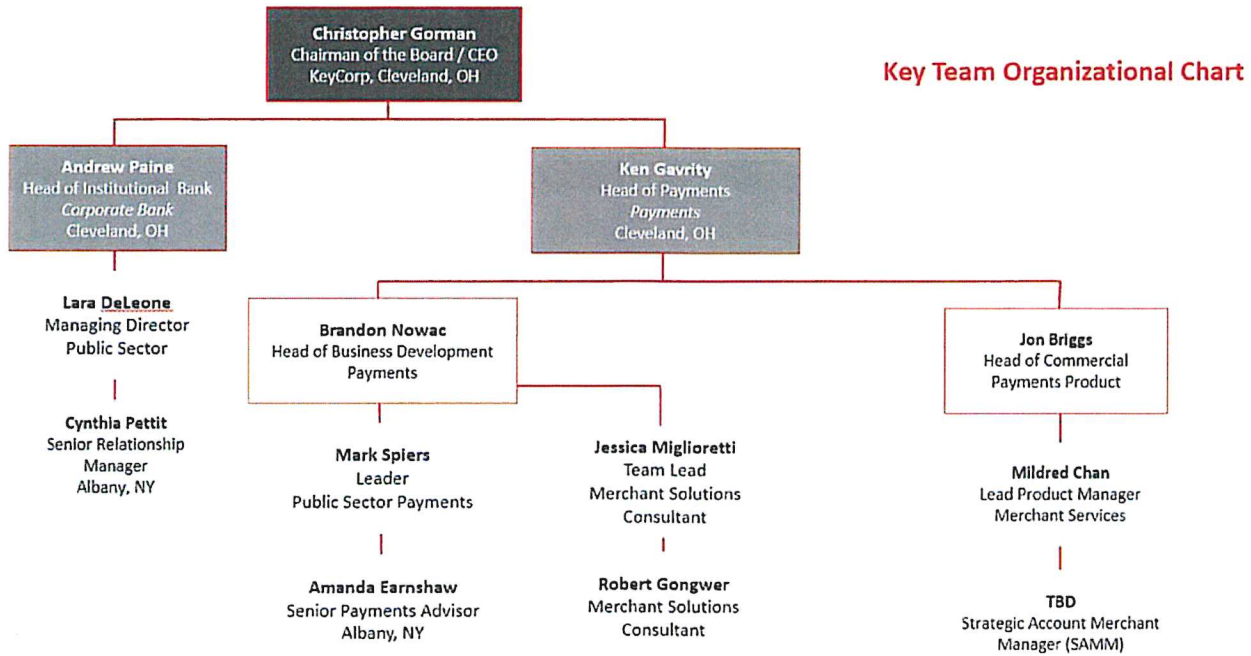 Christopher Gorman
Chairman of the Board / CEO
KeyCorp, Cleveland, OH
Key Team Organizational Chart
Andrew Paine
Head of Institutional Bank
Corporate Bank
Cleveland, OH
Ken Gavrity
Head of Payments
Payments
Cleveland, OH
Lara DeLeone
Managing Director
Public Sector
Cynthia Pettit
Senior Relationship
Manager
Albany, NY
Brandon Nowac
Head of Business Development
Payments
Mark Spiers
Leader
Public Sector Payments
Amanda Earnshaw
Senior Payments Advisor
Albany, NY
Jessica Miglioretti
Team Lead
Merchant Solutions
Consultant
Robert Gongwer
Merchant Solutions
Consultant
Jon Briggs
Head of Commercial
Payments Product
Mildred Chan
Lead Product Manager
Merchant Services
TBD
Strategic Account Merchant
Manager (SAMM)